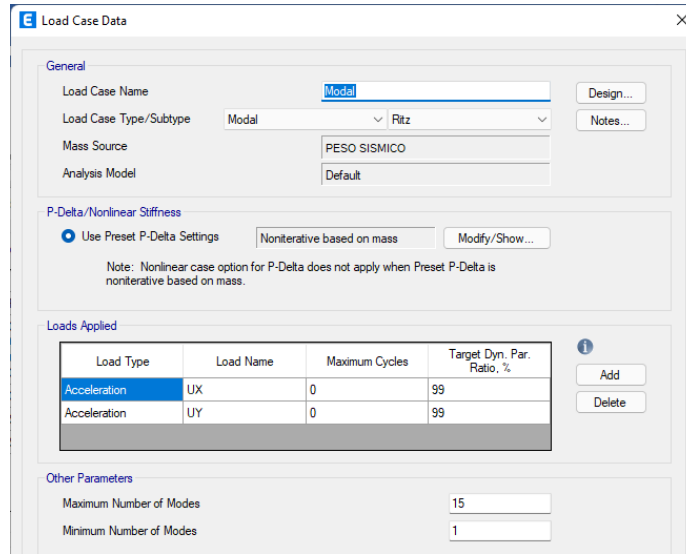 E Load Case Data
General
Load Case Name Modal Design...
Load Case Type/Subtype Modal Ritz Notes...
Mass Source PESO SISMICO
Analysis Model Default
P-Delta/Nonlinear Stiffness
Use Preset P-Delta Settings Noniterative based on mass Modify/Show...
Note: Nonlinear case option for P-Delta does not apply when Preset P-Delta is
noniterative based on mass.
Loads Applied
Load Type Load Name Maximum Cycles Target Dyn. Par.
Ratio, %
Acceleration UX 0 99
Acceleration UY 0 99
Add
Delete
Other Parameters
Maximum Number of Modes 15
Minimum Number of Modes 1